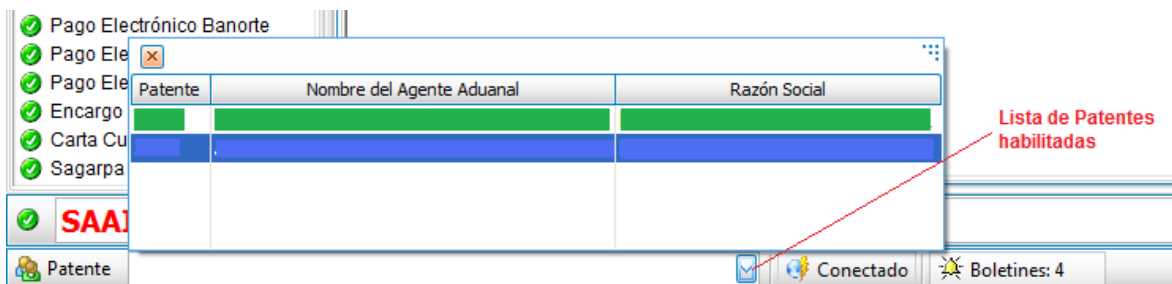 Pago Electrónico Banorte
Pago Ele
Pago Ele
Encargo
Carta Cu
Sagarpa
Patente Nombre del Agente Aduanal Razón Social
Lista de Patentes
habilitadas
SAAI
Patente
Conectado
Boletines: 4